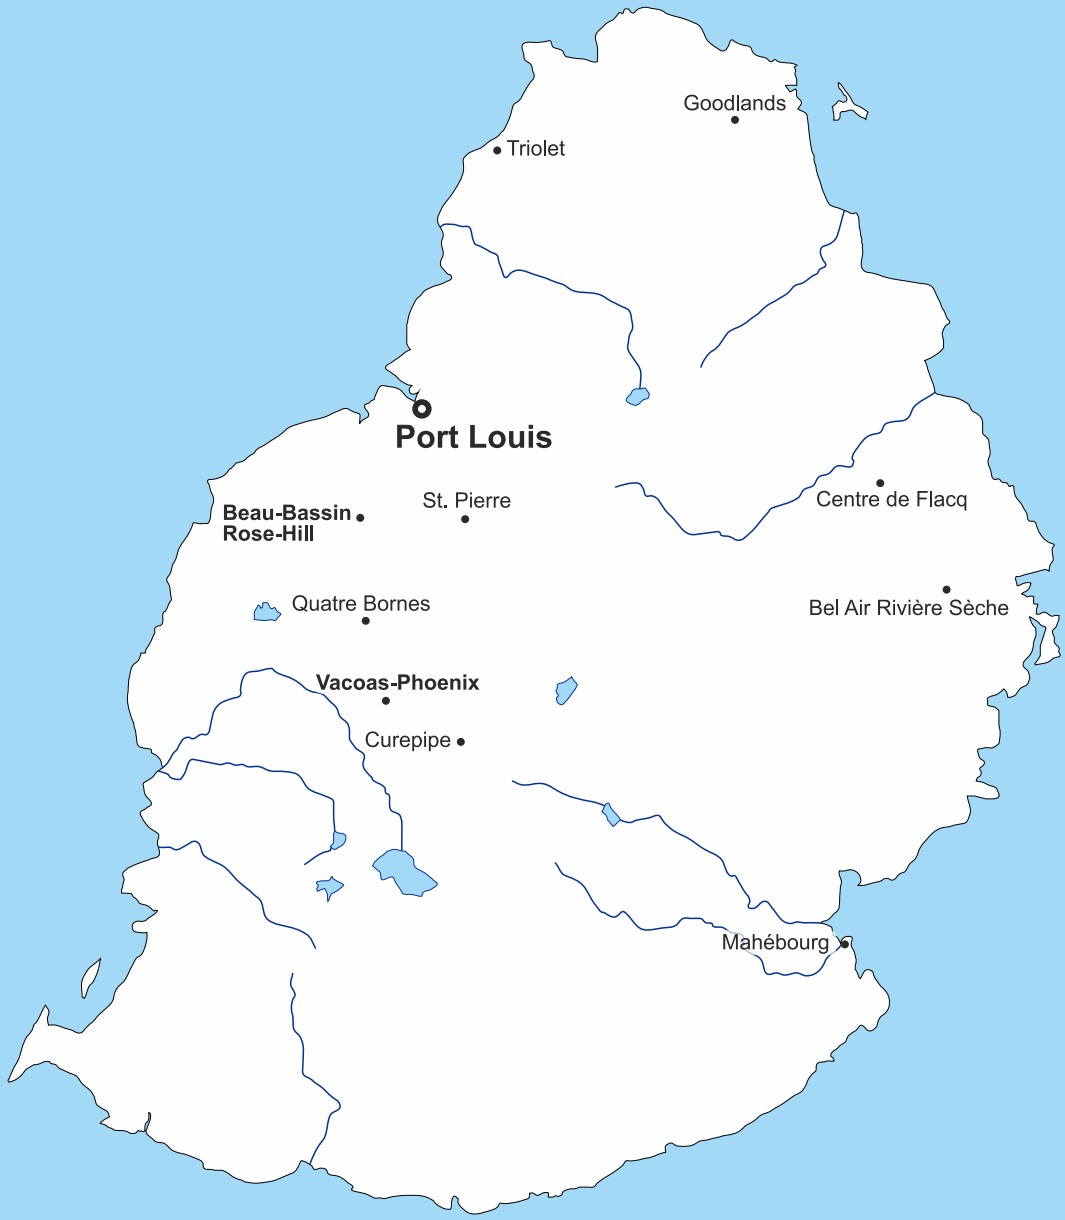 Goodlands
Triolet
Port Louis
St. Pierre
Centre de Flacq
Beau-Bassin
Rose-Hill
Quatre Bornes
Bel Air Rivière Sèche
Vacoas-Phoenix
Curepipe
Mahébourg